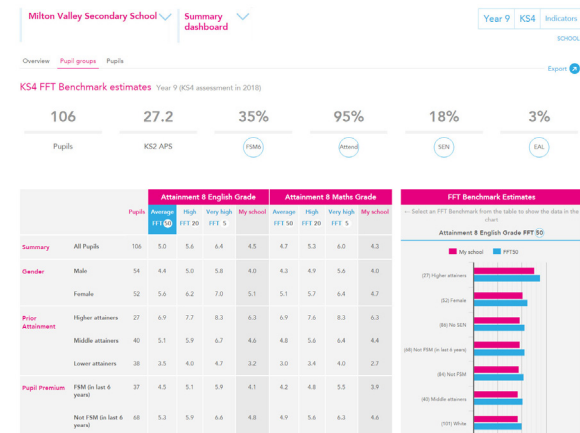 Milton Valley Secondary School
Summary dashboard
Year 9 KS4 Indicators
SCHOOL
Overview Pupil groups Pupils
Export
KS4 FFT Benchmark estimates Year 9 (KS4 assessment in 2018)
106 27.2 35% 95% 18% 3%
Pupils KS2 APS FSM6 Attend SEN EAL
Attainment 8 English Grade Attainment 8 Maths Grade FFT Benchmark Estimates
Pupils Average High Very high My school Average High Very high My school
FFT 50 FFT 20 FFT 5 FFT 50 FFT 20 FFT 5
← Select an FFT Benchmark from the table to show the data in the chart
Attainment 8 English Grade FFT 50
My school FFT50
Summary All Pupils 106 5.0 5.6 6.4 4.5 4.7 5.3 6.0 4.3
Gender Male 54 4.4 5.0 5.8 4.0 4.3 4.9 5.6 4.0
Female 52 5.6 6.2 7.0 5.1 5.1 5.7 6.4 4.7
Prior Attainment Higher attainers 27 6.9 7.7 8.3 6.3 6.9 7.6 8.3 6.3
Middle attainers 40 5.1 5.9 6.7 4.6 4.8 5.6 6.4 4.4
Lower attainers 38 3.5 4.0 4.7 3.2 3.0 3.4 4.0 2.7
Pupil Premium FSM (in last 6 years) 37 4.5 5.1 5.9 4.1 4.2 4.8 5.5 3.9
Not FSM (in last 6 years) 68 5.3 5.9 6.6 4.8 4.9 5.6 6.3 4.6
(27) Higher attainers
(52) Female
(86) No SEN
(68) Not FSM (in last 6 years)
(84) Not FSM
(40) Middle attainers
(101) White